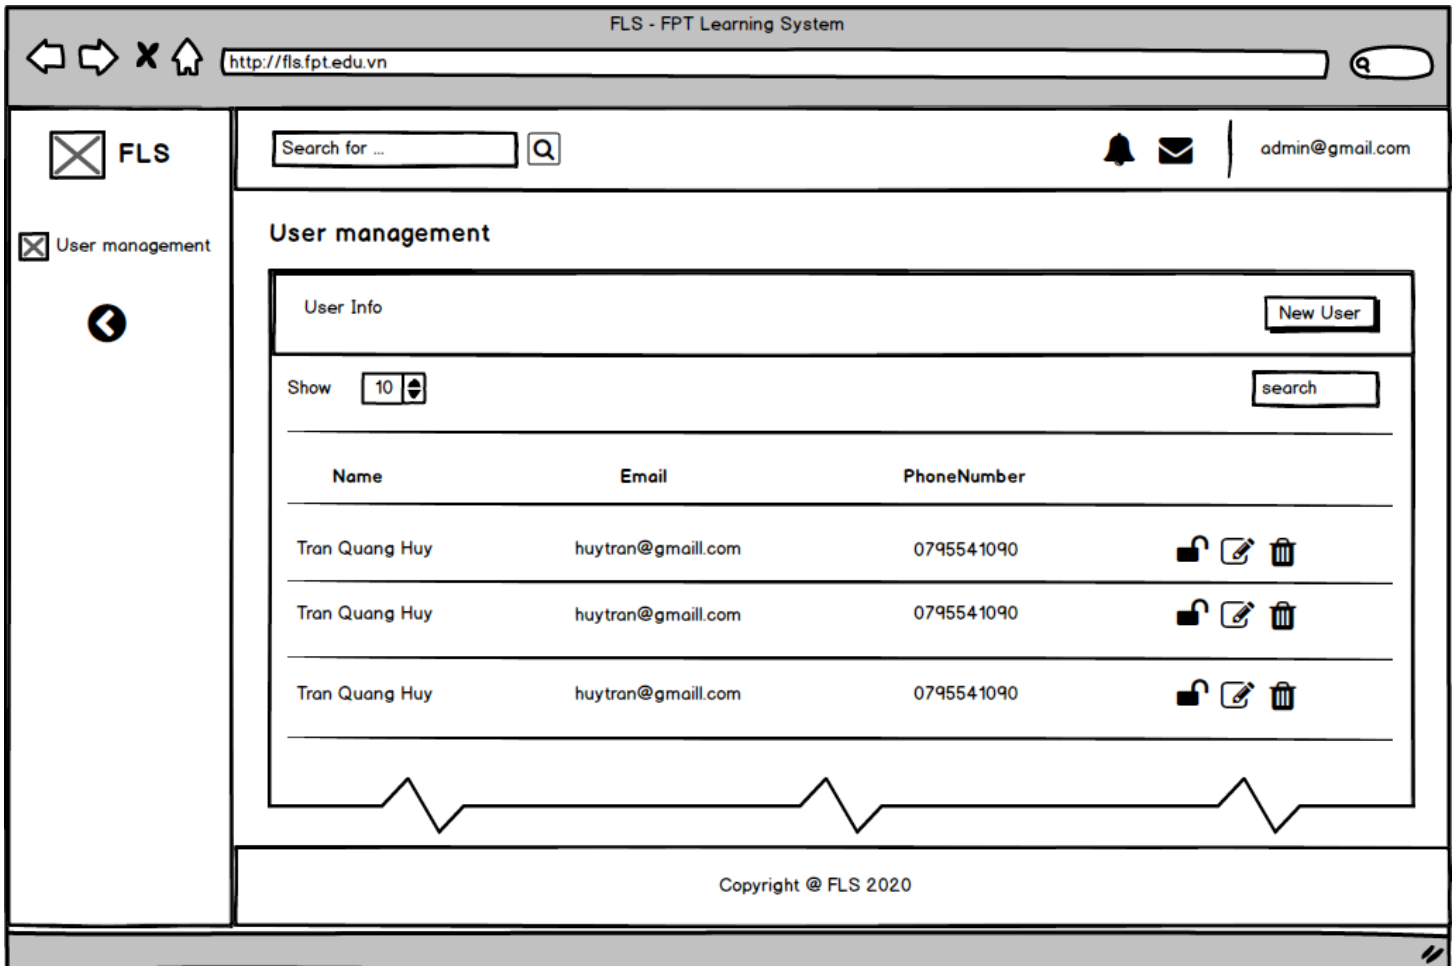 FLS - FPT Learning System
http://fls.fpt.edu.vn
FLS
Search for ...
admin@gmail.com
User management
User management
User Info
New User
Show 10
search
Name Email PhoneNumber
Tran Quang Huy huytran@gmaill.com 0795541090
Tran Quang Huy huytran@gmaill.com 0795541090
Tran Quang Huy huytran@gmaill.com 0795541090
Copyright @ FLS 2020